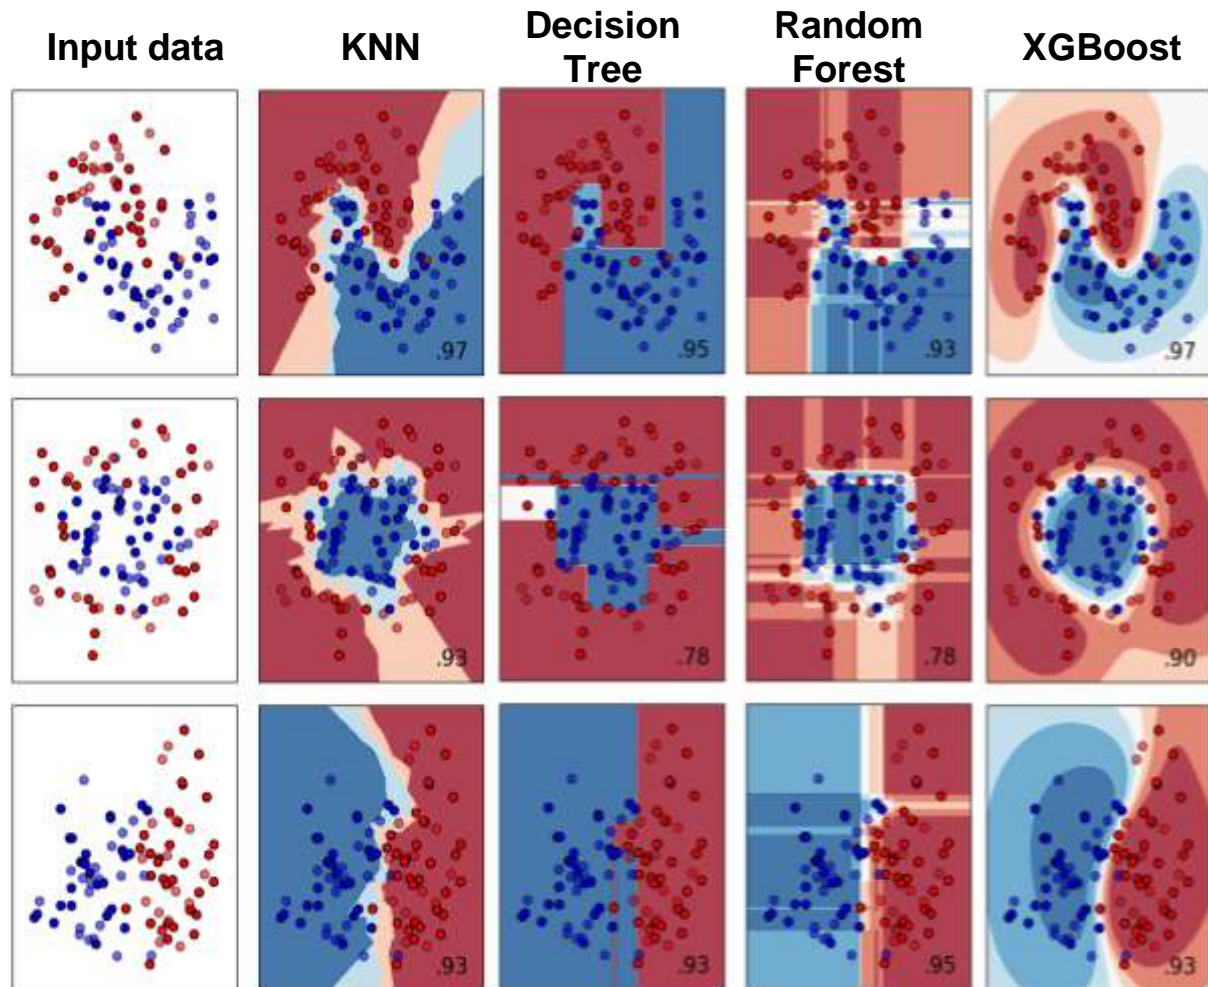 Input data
KNN
Decision
Tree
Random
Forest
XGBoost
.97
.95
.93
.97
.93
.78
.78
.90
.93
.93
.95
.93